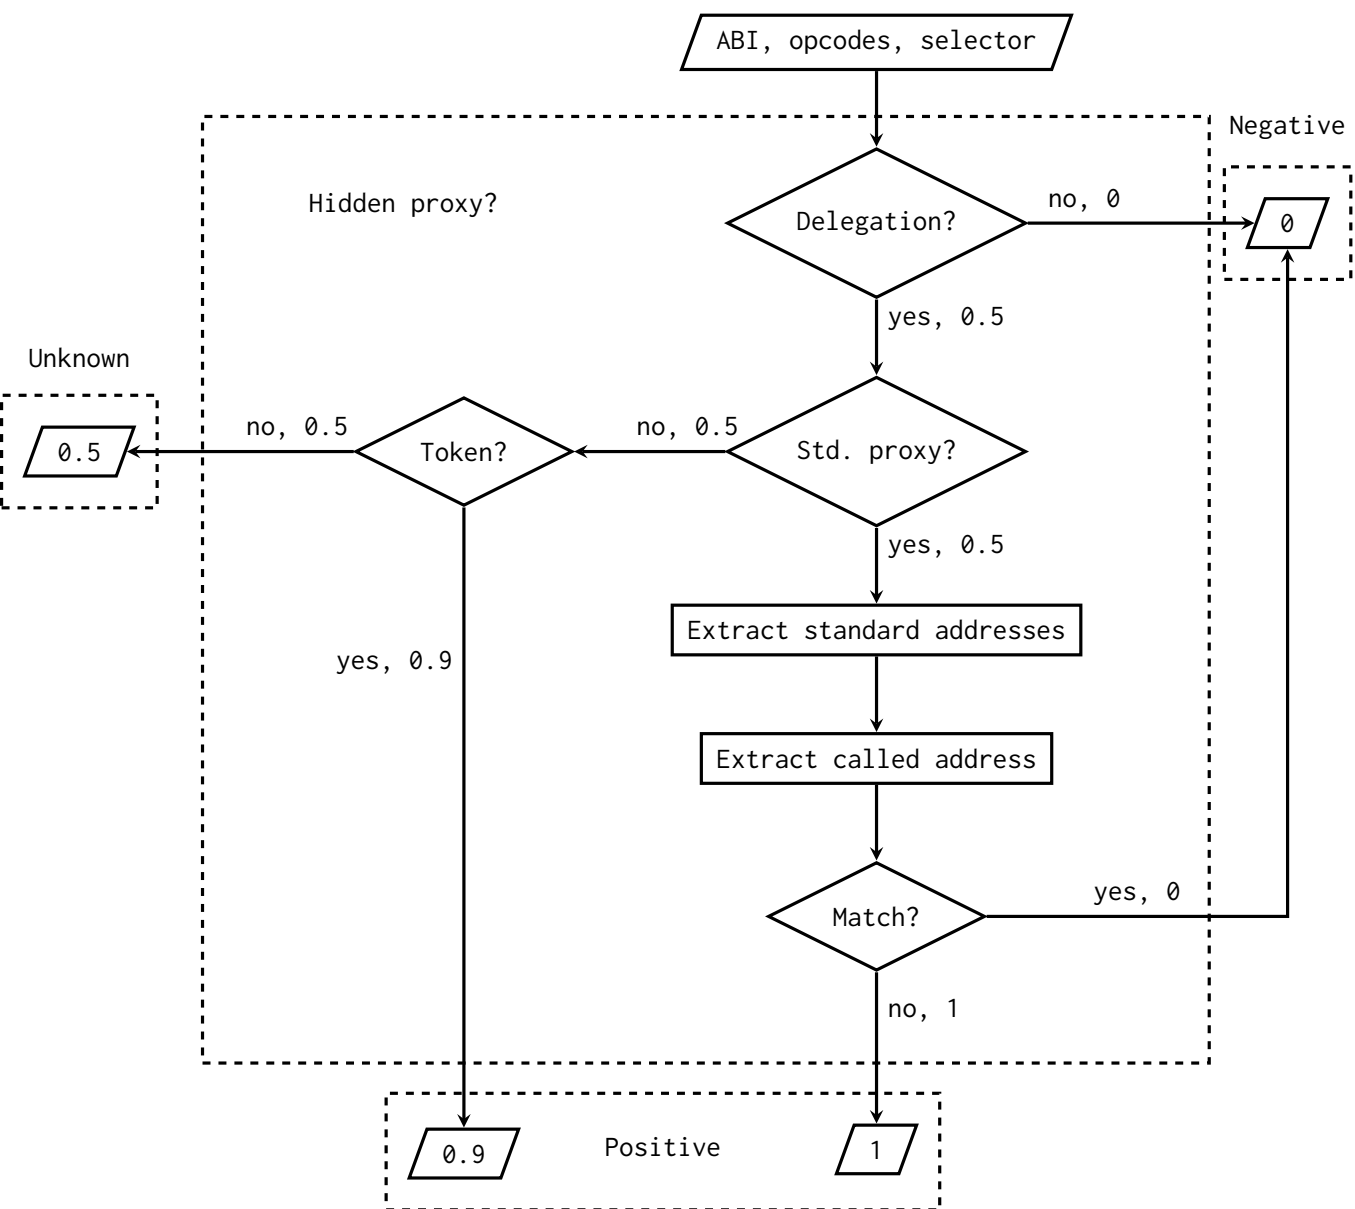 ABI, opcodes, selector
Negative
Hidden proxy?
Delegation?
no, 0
0
yes, 0.5
Unknown
0.5
no, 0.5
Token?
no, 0.5
Std. proxy?
yes, 0.5
Extract standard addresses
yes, 0.9
Extract called address
Match?
yes, 0
no, 1
0.9
Positive
1